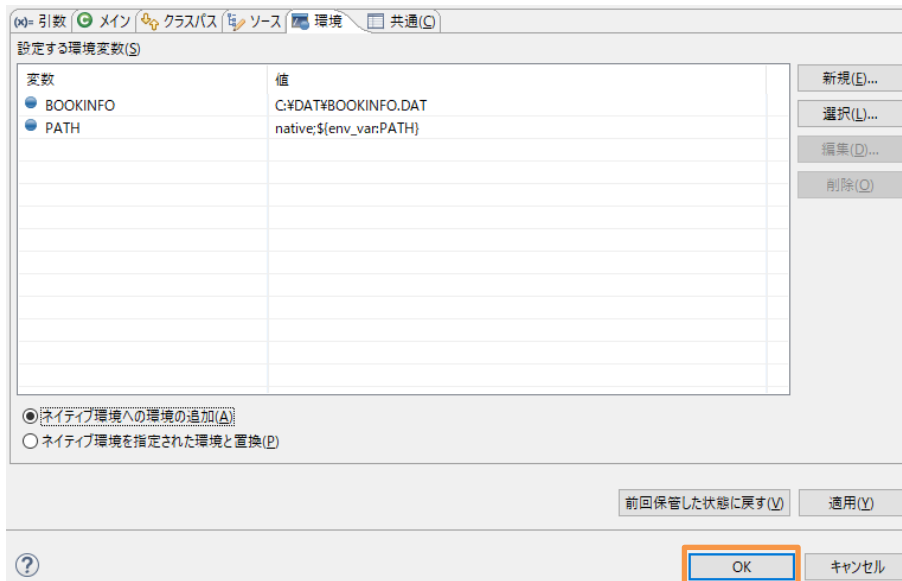 (x)= 引数 メイン クラスパス ソース 環境 共通(C)
設定する環境変数(S)
変数 値
BOOKINFO C:¥DAT¥BOOKINFO.DAT
PATH native;${env_var:PATH}
新規(E)...
選択(L)...
編集(D)...
削除(O)
ネイティブ環境への環境の追加(A)
ネイティブ環境を指定された環境と置換(P)
前回保管した状態に戻す(V) 適用(Y)
? OK キャンセル